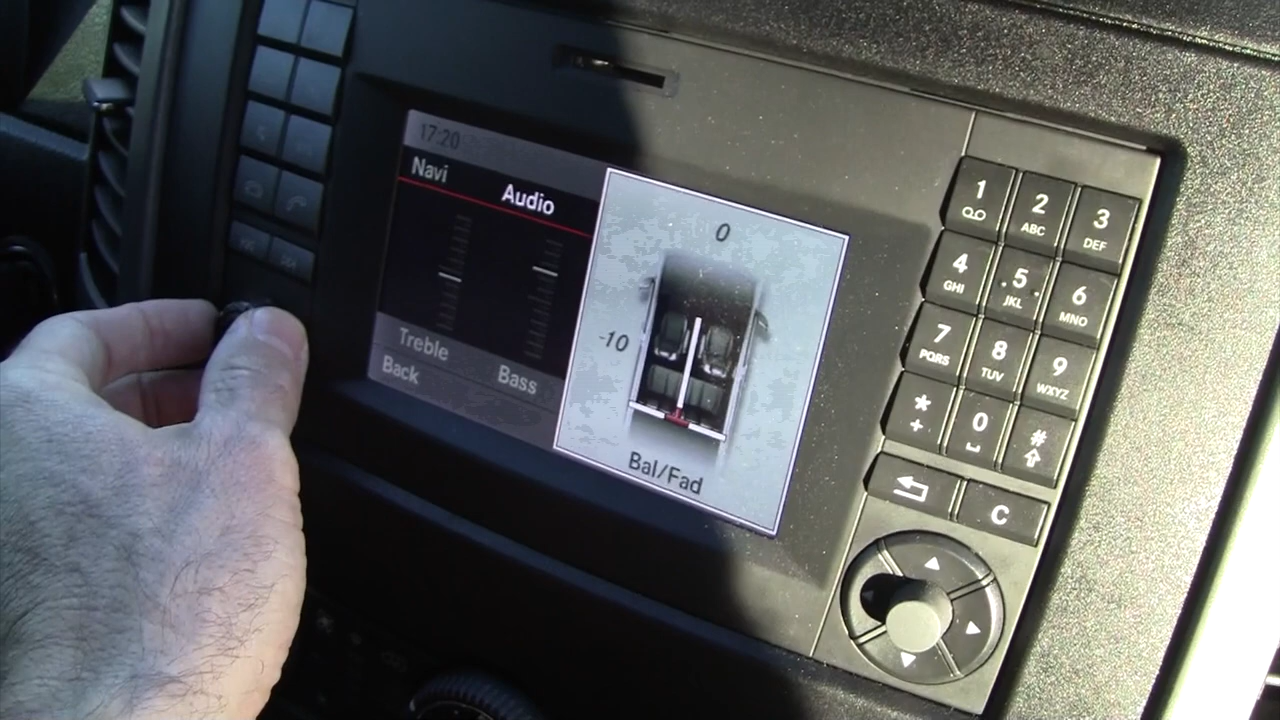 17:20
Navi
Audio
0
-10
Treble
Bass
Back
Bal/Fad
1
2 ABC
3 DEF
4 GHI
5 JKL
6 MNO
7 PQRS
8 TUV
9 WXYZ
* +
0
#
C